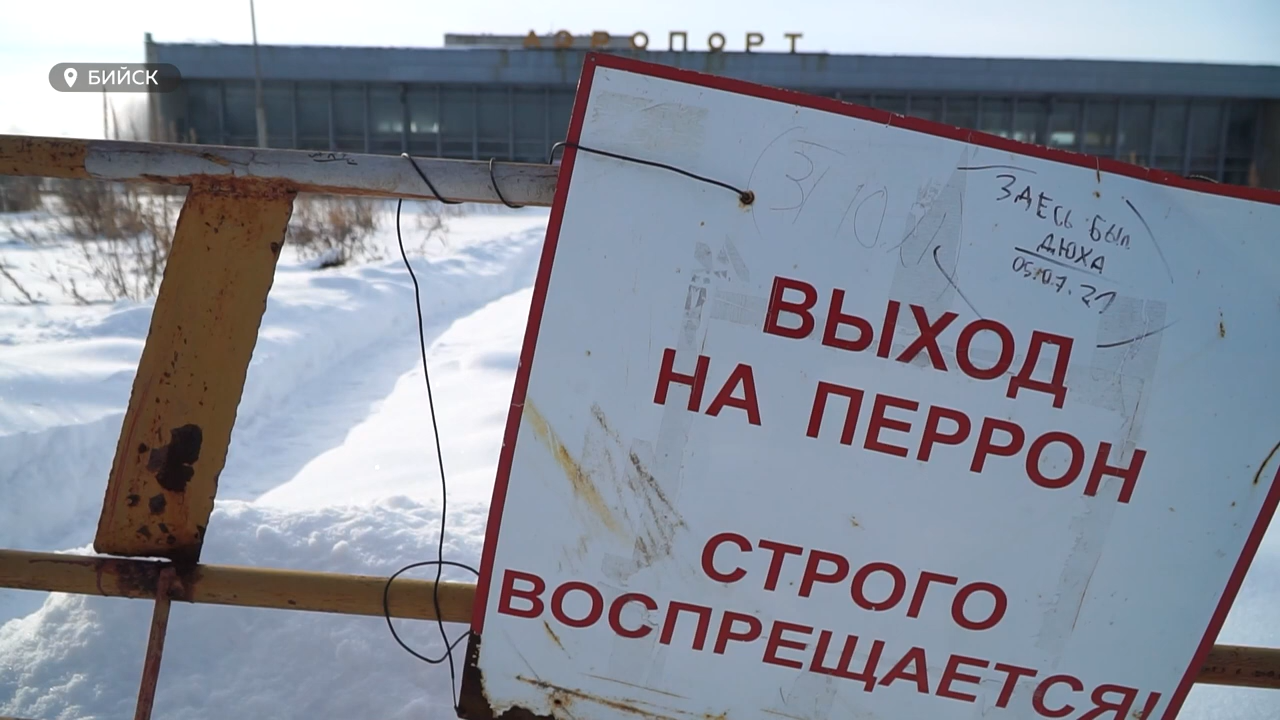 АЭРОПОРТ
БИЙСК
ЗДЕСЬ БЫЛ
ДЮХА
05.07.21
ВЫХОД
НА ПЕРРОН
СТРОГО
ВОСПРЕЩАЕТСЯ!